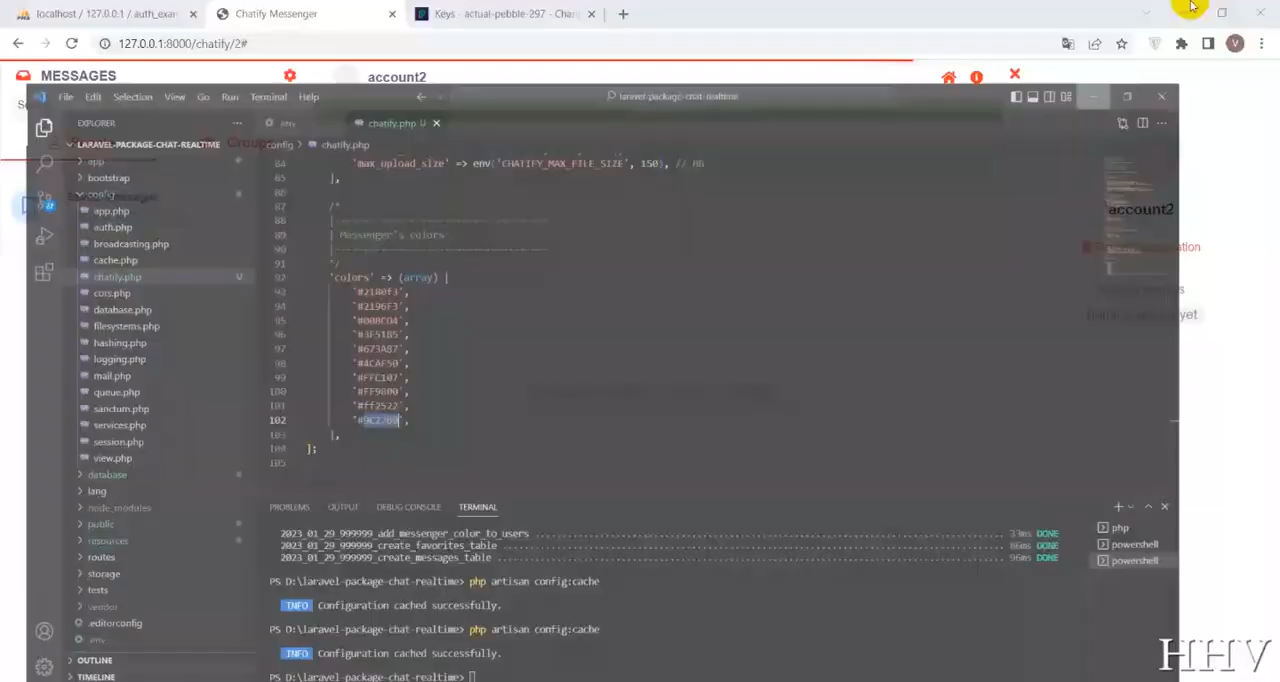 localhost / 127.0.0.1 / auth_exam
Chatify Messenger
Keys - actual-pebble-297 - Chan
127.0.0.1:8000/chatify/2#
MESSAGES
account2
File Edit Selection View Go Run Terminal Help
laravel-package-chat-realtime
EXPLORER
.env
chatify.php U
LARAVEL-PACKAGE-CHAT-REALTIME
config > chatify.php
app
bootstrap
config
app.php
auth.php
broadcasting.php
cache.php
chatify.php U
cors.php
database.php
filesystems.php
hashing.php
logging.php
mail.php
queue.php
sanctum.php
services.php
session.php
view.php
database
lang
node_modules
public
resources
routes
storage
tests
vendor
.editorconfig
.env
OUTLINE
TIMELINE
84 'max_upload_size' => env('CHATIFY_MAX_FILE_SIZE', 150), // MB
85 ],
86
87 /*
88 |
89 | Messenger's colors
90 |
91 */
92 'colors' => (array) [
93 '#2180f3',
94 '#2196F3',
95 '#00BCD4',
96 '#3F51B5',
97 '#673AB7',
98 '#4CAF50',
99 '#FFC107',
100 '#FF9800',
101 '#ff2522',
102 '#9C27B0',
103 ],
104 ];
105
account2
yet
PROBLEMS OUTPUT DEBUG CONSOLE TERMINAL
2023_01_29_999999_add_messenger_color_to_users 33ms DONE
2023_01_29_999999_create_favorites_table 86ms DONE
2023_01_29_999999_create_messages_table 96ms DONE
PS D:\laravel-package-chat-realtime> php artisan config:cache
INFO Configuration cached successfully.
PS D:\laravel-package-chat-realtime> php artisan config:cache
INFO Configuration cached successfully.
PS D:\laravel-package-chat-realtime>
php
powershell
powershell
HHV